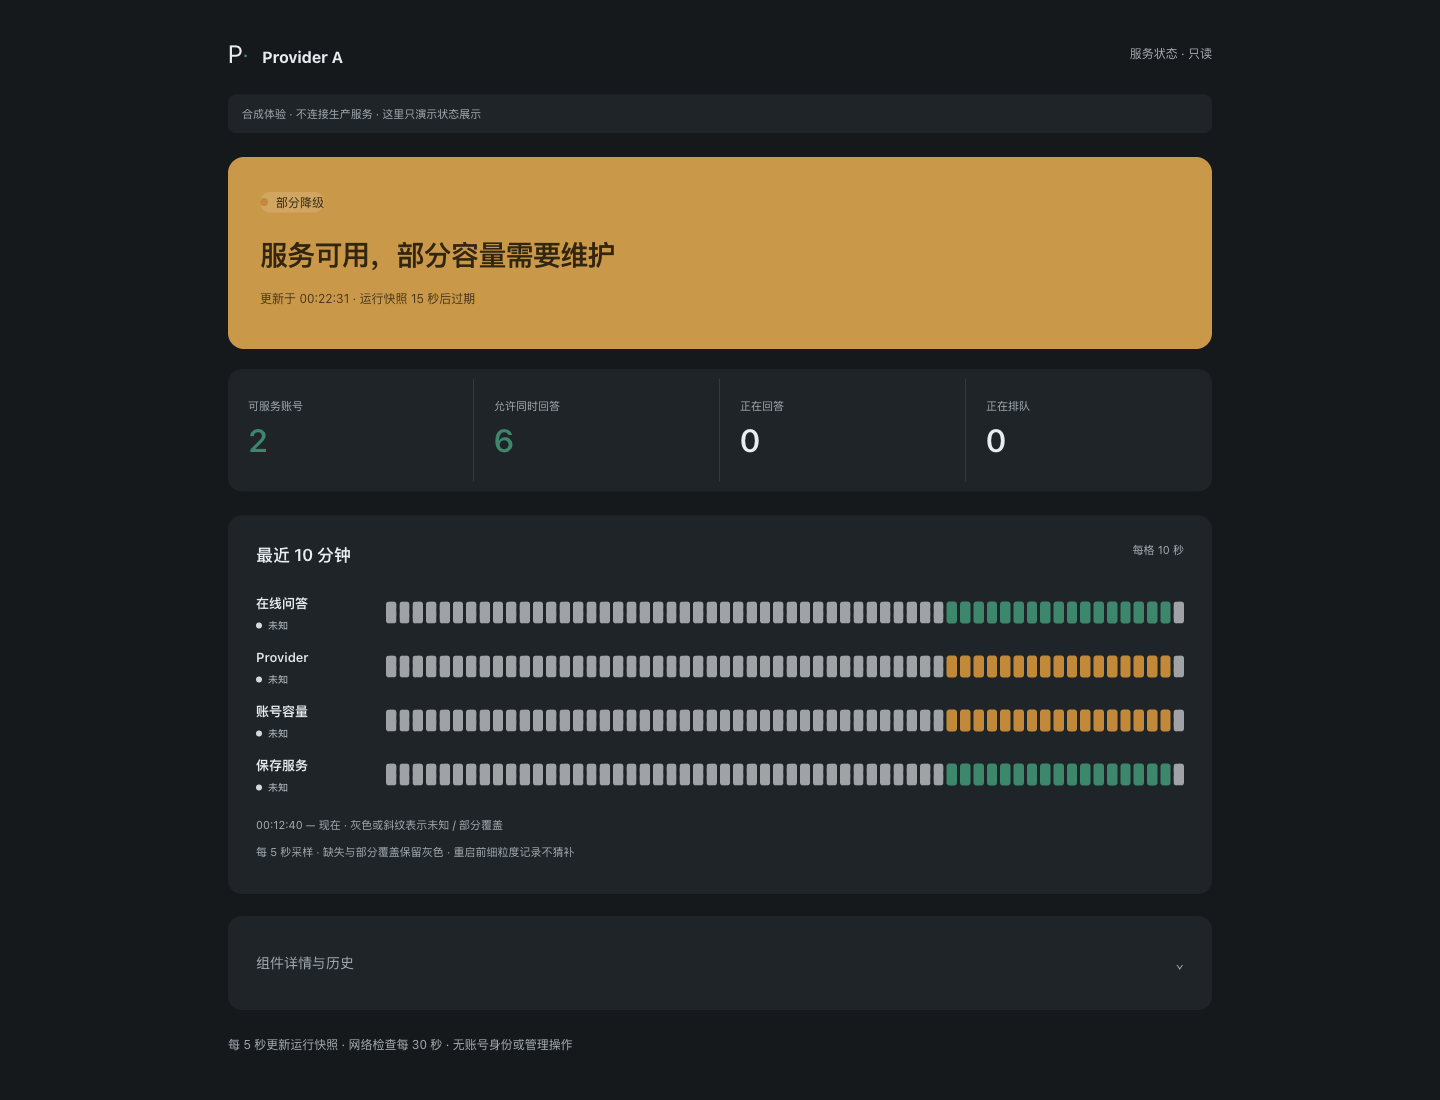 P· Provider A
服务状态 · 只读
合成体验 · 不连接生产服务 · 这里只演示状态展示
部分降级
服务可用，部分容量需要维护
更新于 00:22:31 · 运行快照 15 秒后过期
可服务账号
2
允许同时回答
6
正在回答
0
正在排队
0
最近 10 分钟
每格 10 秒
在线问答
未知
Provider
未知
账号容量
未知
保存服务
未知
00:12:40 — 现在 · 灰色或斜纹表示未知 / 部分覆盖
每 5 秒采样 · 缺失与部分覆盖保留灰色 · 重启前细粒度记录不猜补
组件详情与历史
每 5 秒更新运行快照 · 网络检查每 30 秒 · 无账号身份或管理操作